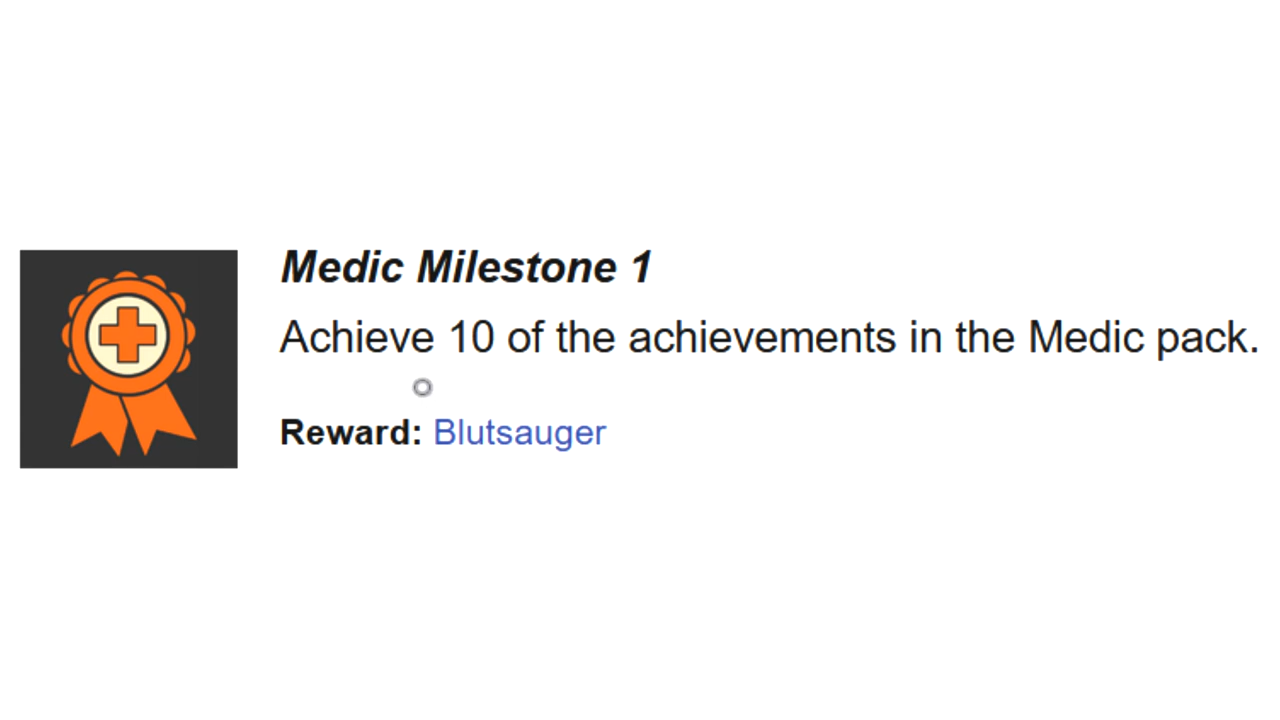 Medic Milestone 1
Achieve 10 of the achievements in the Medic pack.
Reward: Blutsauger